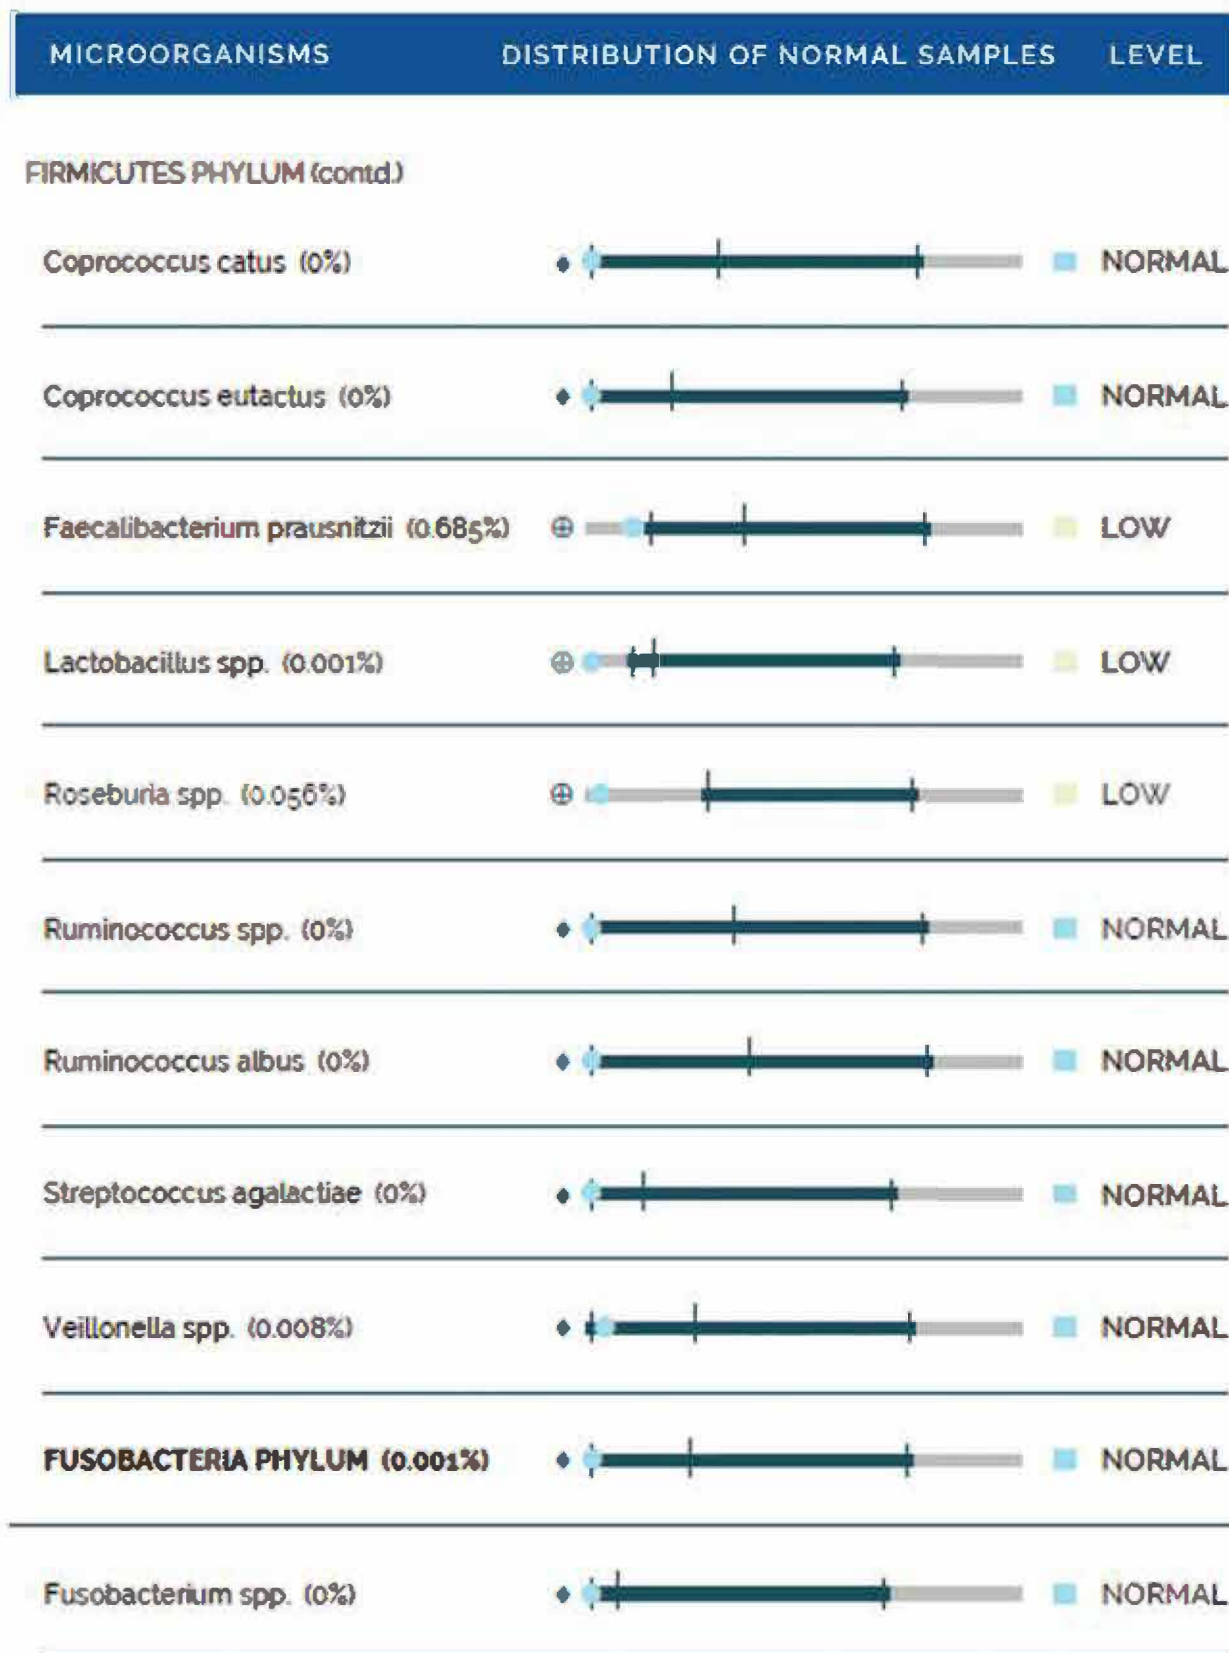 MICROORGANISMS DISTRIBUTION OF NORMAL SAMPLES LEVEL
FIRMICUTES PHYLUM (contd.)
Coprococcus catus (0%) NORMAL
Coprococcus eutactus (0%) NORMAL
Faecalibacterium prausnitzii (0.685%) LOW
Lactobacillus spp. (0.001%) LOW
Roseburia spp. (0.056%) LOW
Ruminococcus spp. (0%) NORMAL
Ruminococcus albus (0%) NORMAL
Streptococcus agalactiae (0%) NORMAL
Veillonella spp. (0.008%) NORMAL
FUSOBACTERIA PHYLUM (0.001%) NORMAL
Fusobacterium spp. (0%) NORMAL